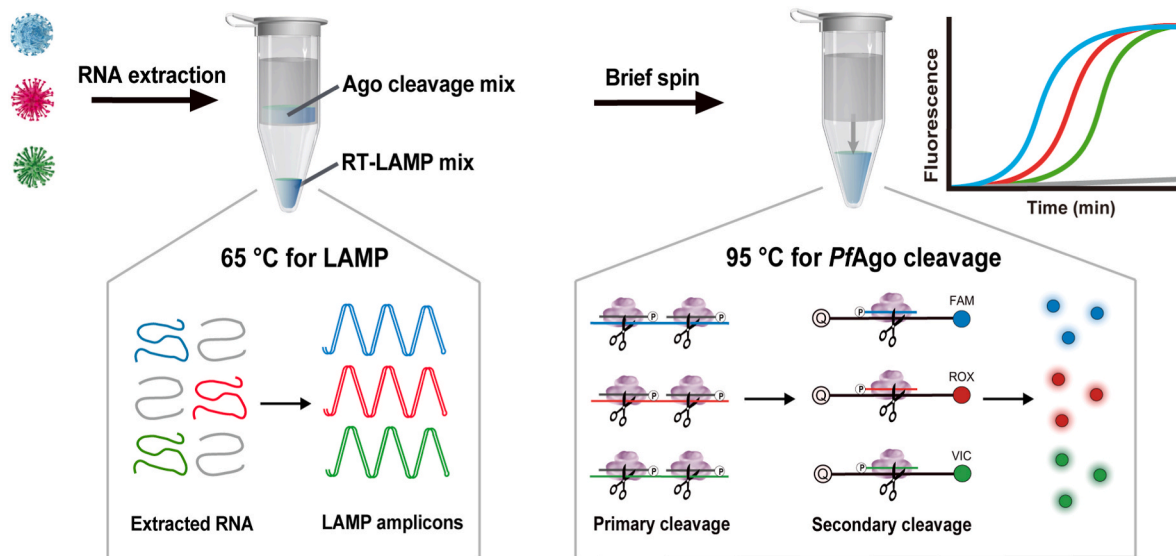 RNA extraction
Ago cleavage mix
RT-LAMP mix
Brief spin
Fluorescence
Time (min)
65 °C for LAMP
Extracted RNA
LAMP amplicons
95 °C for PfAgo cleavage
P P
P P
P P
Primary cleavage
Q P FAM
Q P ROX
Q P VIC
Secondary cleavage